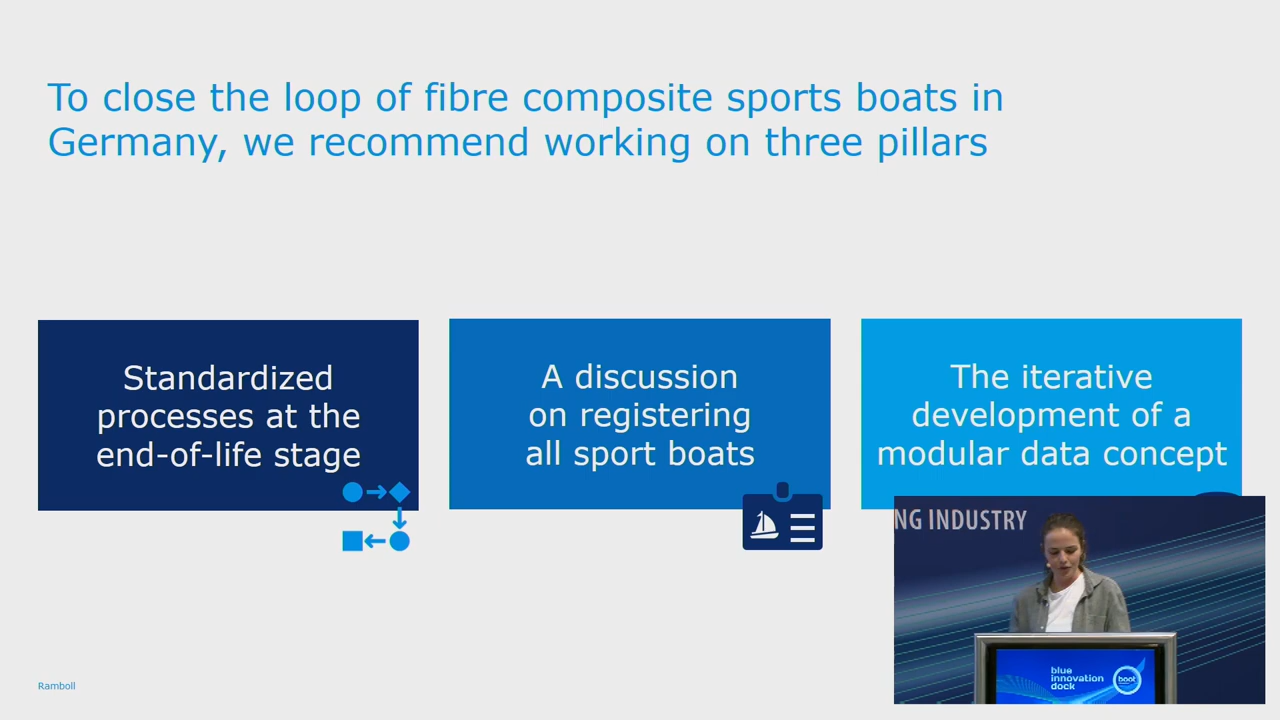 To close the loop of fibre composite sports boats in
Germany, we recommend working on three pillars
Standardized
processes at the
end-of-life stage
A discussion
on registering
all sport boats
The iterative
development of a
modular data concept
NG INDUSTRY
blue
innovation
dock
boot
Ramboll